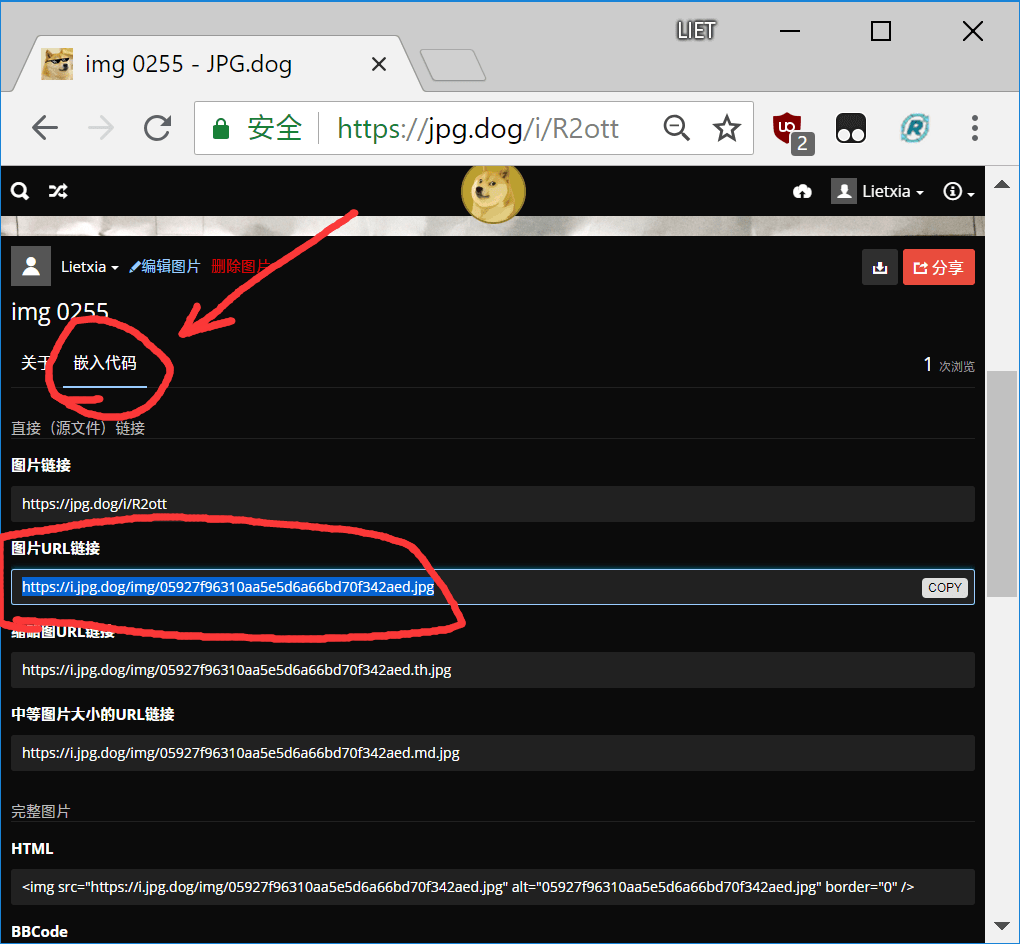 LIET
img 0255 - JPG.dog
安全 https://jpg.dog/i/R2ott
2
Lietxia
Lietxia 编辑图片 删除图片
分享
img 0255
关于 嵌入代码
1 次浏览
直接（源文件）链接
图片链接
https://jpg.dog/i/R2ott
图片URL链接
https://i.jpg.dog/img/05927f96310aa5e5d6a66bd70f342aed.jpg
COPY
缩略图URL链接
https://i.jpg.dog/img/05927f96310aa5e5d6a66bd70f342aed.th.jpg
中等图片大小的URL链接
https://i.jpg.dog/img/05927f96310aa5e5d6a66bd70f342aed.md.jpg
完整图片
HTML
<img src="https://i.jpg.dog/img/05927f96310aa5e5d6a66bd70f342aed.jpg" alt="05927f96310aa5e5d6a66bd70f342aed.jpg" border="0" />
BBCode